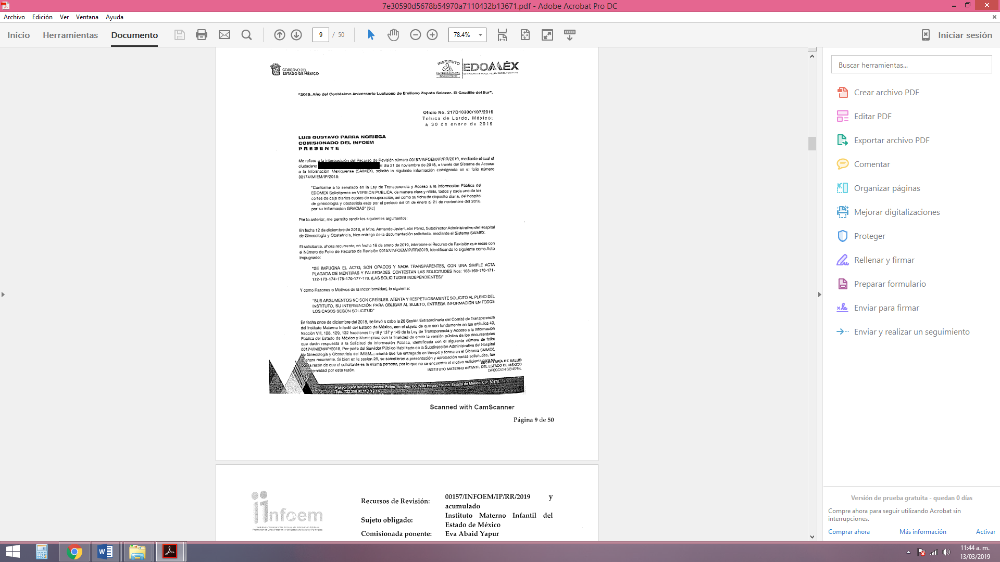 7e30590d5678b54970a7110432b13671.pdf - Adobe Acrobat Pro DC
Archivo Edición Ver Ventana Ayuda
Inicio Herramientas Documento 9 / 50 78.4% Iniciar sesión
GOBIERNO DEL
ESTADO DE MÉXICO
INSTITUTO
MATERNO INFANTIL
EDOMÉX
"2019. Año del Centésimo Aniversario Luctuoso de Emiliano Zapata Salazar. El Caudillo del Sur".
Oficio No. 217D10300/107/2019
Toluca de Lerdo, México;
a 30 de enero de 2019
LUIS GUSTAVO PARRA NORIEGA
COMISIONADO DEL INFOEM
P R E S E N T E
Me refiero a la interposición del Recurso de Revisión número 00157/INFOEM/IP/RR/2019, mediante el cual el
ciudadano el día 21 de noviembre de 2018, a través del Sistema de Acceso
a la Información Mexiquense (SAIMEX), solicitó la siguiente información consignada en el folio número
00174/IMIEM/IP/2018:
"Conforme a lo señalado en la Ley de Transparencia y Acceso a la Información Pública del
EDOMEX Solicitamos en VERSIÓN PUBLICA, de manera clara y nítida, todos y cada uno de los
cortes de caja diarios cuotas de recuperación, así como su ficha de deposito diaria, del hospital
de ginecología y obstetricia esto por el periodo del 01 de enero al 21 de noviembre del 2018.
por su informacion GRACIAS" [Sic]
Por lo anterior, me permito rendir los siguientes argumentos:
En fecha 12 de diciembre de 2018, el Mtro. Armando Javier León Pérez, Subdirector Administrativo del Hospital
de Ginecología y Obstetricia, hizo entrega de la documentación solicitada, mediante el Sistema SAIMEX.
El solicitante, ahora recurrente, en fecha 16 de enero de 2019, interpone el Recurso de Revisión que recae con
el Número de Folio de Recurso de Revisión 00157/INFOEM/IP/RR/2019, identificando lo siguiente como Acto
Impugnado:
"SE IMPUGNA EL ACTO, SON OPACOS Y NADA TRANSPARENTES, CON UNA SIMPLE ACTA
PLAGADA DE MENTIRAS Y FALSEDADES, CONTESTAN LAS SOLICITUDES Nos: 168-169-170-171-
172-173-174-175-176-177-178. (LAS SOLICITUDES INDEPENDIENTES)"
Y como Razones o Motivos de la Inconformidad, lo siguiente:
"SUS ARGUMENTOS NO SON CREÍBLES, ATENTA Y RESPETUOSAMENTE SOLICITO AL PLENO DEL
INSTITUTO, SU INTERVENCIÓN PARA OBLIGAR AL SUJETO, ENTREGA INFORMACIÓN EN TODOS
LOS CASOS SEGÚN SOLICITUD"
En fecha once de diciembre del 2018, se llevó a cabo la 26 Sesión Extraordinaria del Comité de Transparencia
del Instituto Materno Infantil del Estado de México, con el objeto de que con fundamento en los artículos 49,
fracción VIII, 128, 129, 132 fracciones II y III y 137 y 149 de la Ley de Transparencia y Acceso a la Información
Pública del Estado de México y Municipios; con la finalidad de emitir la versión pública de los documentales
que darán respuesta a la Solicitud de Información Pública, identificada con el siguiente número de folio:
00174/IMIEM/IP/2018, Por parte del Servidor Público Habilitado de la Subdirección Administrativa del Hospital
de Ginecología y Obstetricia del IMIEM..; misma que fue entregada en tiempo y forma en el Sistema SAIMEX,
al ahora recurrente. Si bien en la sesión 26, se sometieron a presentación y aprobación varias solicitudes, fue
por la razón de que el solicitante es la misma persona, por lo que no se encuentra el motivo suficiente para su
inconformidad por esta razón.
SECRETARÍA DE SALUD
INSTITUTO MATERNO INFANTIL DEL ESTADO DE MÉXICO
DIRECCIÓN GENERAL
Paseo Colón s/n esq. General Felipe Ángeles, Col. Villa Hogar, Toluca, Estado de México, C.P. 50170.
Tels. 722 280 92 11,13 y 16
Scanned with CamScanner
Página 9 de 50
infoem
Instituto de Transparencia, Acceso a la Información Pública y
Protección de Datos Personales del Estado de México y Municipios
Recursos de Revisión: 00157/INFOEM/IP/RR/2019 y
acumulado
Sujeto obligado: Instituto Materno Infantil del
Estado de México
Comisionada ponente: Eva Abaid Yapur
Buscar herramientas...
Crear archivo PDF
Editar PDF
Exportar archivo PDF
Comentar
Organizar páginas
Mejorar digitalizaciones
Proteger
Rellenar y firmar
Preparar formulario
Enviar para firmar
Enviar y realizar un seguimiento
Versión de prueba gratuita - quedan 0 días
Compre ahora para seguir utilizando Acrobat sin
interrupciones.
Comprar ahora Más información Activar
11:44 a. m.
13/03/2019